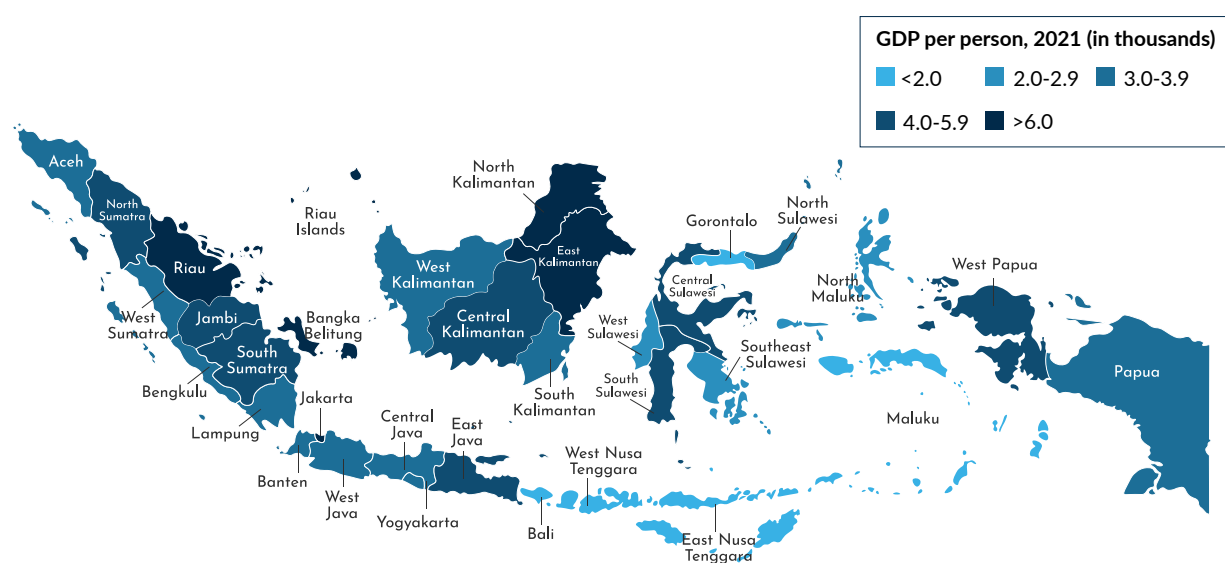 GDP per person, 2021 (in thousands)
<2.0
2.0-2.9
3.0-3.9
4.0-5.9
>6.0
Aceh
North
Sumatra
Riau
Riau
Islands
West
Sumatra
Jambi
Bangka
Belitung
South
Sumatra
Bengkulu
Lampung
Jakarta
Banten
West
Java
Central
Java
Yogyakarta
East
Java
Bali
West Nusa
Tenggara
East Nusa
Tenggara
North
Kalimantan
East
Kalimantan
West
Kalimantan
Central
Kalimantan
South
Kalimantan
Gorontalo
North
Sulawesi
Central
Sulawesi
West
Sulawesi
South
Sulawesi
Southeast
Sulawesi
North
Maluku
Maluku
West Papua
Papua